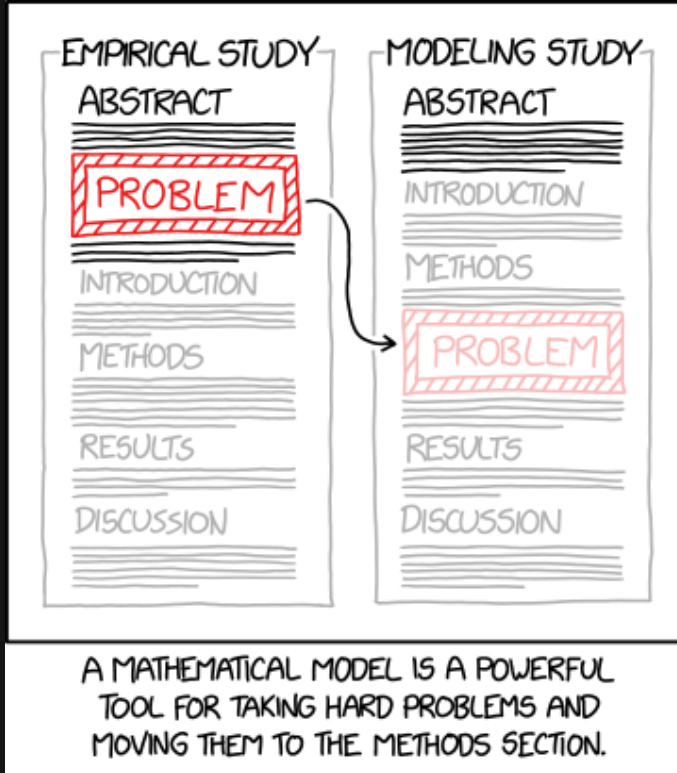 EMPIRICAL STUDY
ABSTRACT
PROBLEM
INTRODUCTION
METHODS
RESULTS
DISCUSSION
MODELING STUDY
ABSTRACT
INTRODUCTION
METHODS
PROBLEM
RESULTS
DISCUSSION
A MATHEMATICAL MODEL IS A POWERFUL
TOOL FOR TAKING HARD PROBLEMS AND
MOVING THEM TO THE METHODS SECTION.